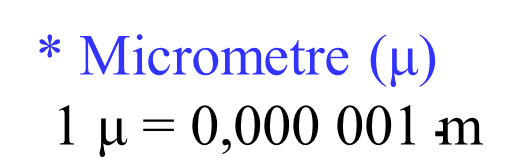 * Micrometre (μ)
1 μ = 0,000 001 m